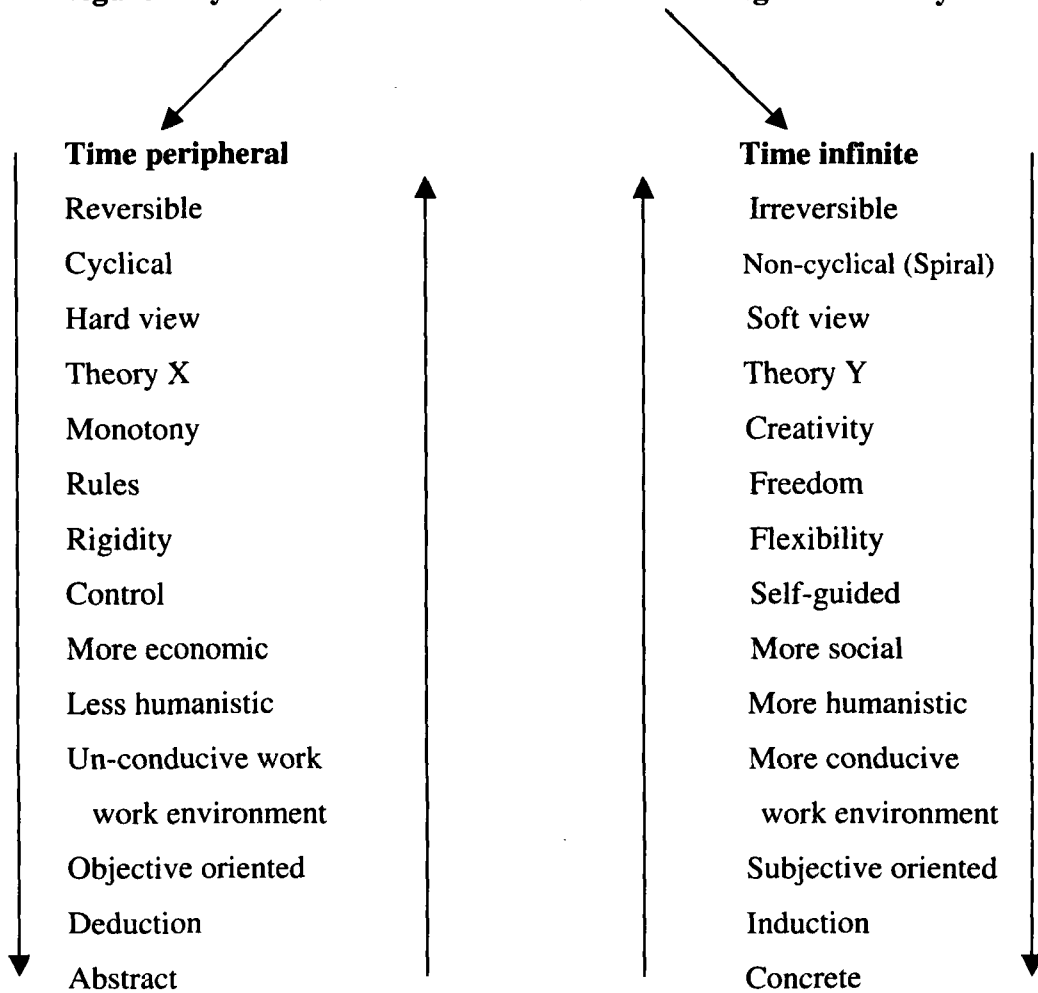 Time peripheral
Reversible
Cyclical
Hard view
Theory X
Monotony
Rules
Rigidity
Control
More economic
Less humanistic
Un-conducive work
work environment
Objective oriented
Deduction
Abstract
Time infinite
Irreversible
Non-cyclical (Spiral)
Soft view
Theory Y
Creativity
Freedom
Flexibility
Self-guided
More social
More humanistic
More conducive
work environment
Subjective oriented
Induction
Concrete